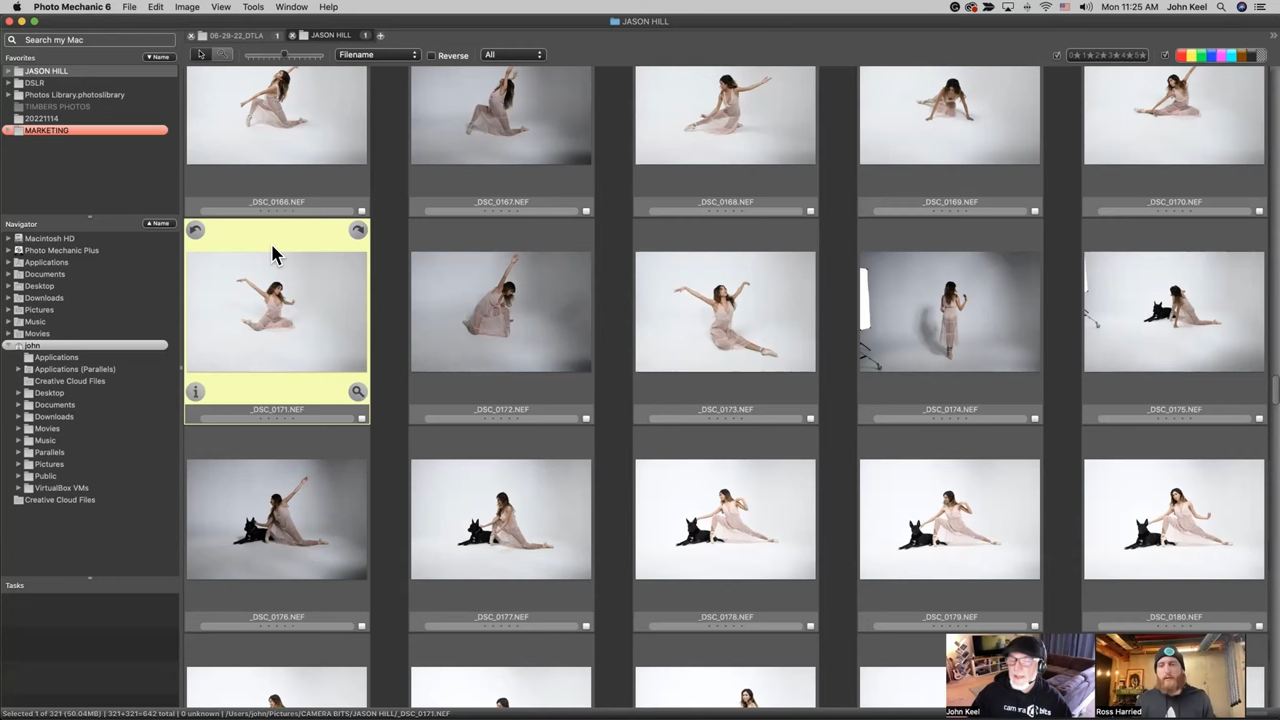 Photo Mechanic 6 File Edit Image View Tools Window Help
Mon 11:25 AM John Keel
JASON HILL
Search my Mac
06-29-22_DTLA 1 JASON HILL 1
Filename Reverse All
Favorites Name
JASON HILL
DSLR
Photos Library.photoslibrary
TIMBERS PHOTOS
20221114
MARKETING
_DSC_0166.NEF _DSC_0167.NEF _DSC_0168.NEF _DSC_0169.NEF _DSC_0170.NEF
Navigator Name
Macintosh HD
Photo Mechanic Plus
Applications
Documents
Desktop
Downloads
Pictures
Music
Movies
john
Applications
Applications (Parallels)
Creative Cloud Files
Desktop
Documents
Downloads
Movies
Music
Parallels
Pictures
Public
VirtualBox VMs
Creative Cloud Files
_DSC_0171.NEF _DSC_0172.NEF _DSC_0173.NEF _DSC_0174.NEF _DSC_0175.NEF
Tasks
_DSC_0176.NEF _DSC_0177.NEF _DSC_0178.NEF _DSC_0179.NEF _DSC_0180.NEF
John Keel Ross Harried
Selected 1 of 321 (50.04MB) | 321+321=642 total | 0 unknown | /Users/john/Pictures/CAMERA BITS/JASON HILL/_DSC_0171.NEF